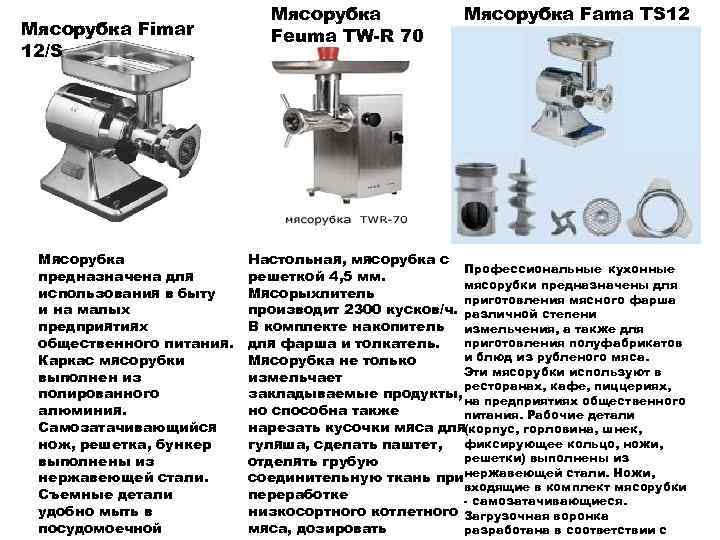 Мясорубка Fimar
12/S
Мясорубка
Feuma TW-R 70
Мясорубка Fama TS12
мясорубка TWR-70
Мясорубка
предназначена для
использования в быту
и на малых
предприятиях
общественного питания.
Каркас мясорубки
выполнен из
полированного
алюминия.
Самозатачивающийся
нож, решетка, бункер
выполнены из
нержавеющей стали.
Съемные детали
удобно мыть в
посудомоечной
Настольная, мясорубка с
решеткой 4, 5 мм.
Мясорыхлитель
производит 2300 кусков/ч.
В комплекте накопитель
для фарша и толкатель.
Мясорубка не только
измельчает
закладываемые продукты,
но способна также
нарезать кусочки мяса для
гуляша, сделать паштет,
отделять грубую
соединительную ткань при
переработке
низкосортного котлетного
мяса, дозировать
Профессиональные кухонные
мясорубки предназначены для
приготовления мясного фарша
различной степени
измельчения, а также для
приготовления полуфабрикатов
и блюд из рубленого мяса.
Эти мясорубки используют в
ресторанах, кафе, пиццериях,
на предприятиях общественного
питания. Рабочие детали
(корпус, горловина, шнек,
фиксирующее кольцо, ножи,
решетки) выполнены из
нержавеющей стали. Ножи,
входящие в комплект мясорубки
- самозатачивающиеся.
Загрузочная воронка
разработана в соответствии с